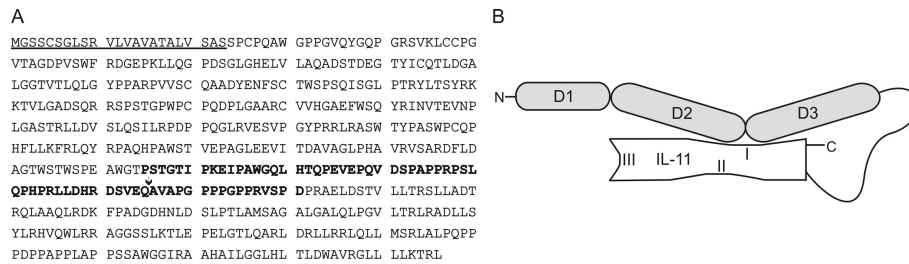 A
MGSSCSGLSR VLVAVATALV SASSPCPQAW GPPGVQYGQP GRSVKLCCPG
VTAGDPVSWF RDGEPKLLQG PDSGLGHELV LAQADSTDEG TYICQTLDGA
LGGTVTLQLG YPPARPVVSC QAADYENFSC TWSPSQISGL PTRYLTSYRK
KTVLGADSQR RSPSTGPWPC PQDPLGAARC VVHGAEFWSQ YRINVTEVNP
LGASTRLLDV SLQSILRPDP PQGLRVESVP GYPRRLRASW TYPASWPCQP
HFLLKFRLQY RPAQHPAWST VEPAGLEEVI TDAVAGLPHA VRVSARDFLD
AGTWSTWSPE AWGTPSTGTI PKEIPAWGQL HTQPEVEPQV DSPAPPRPSL
QPHPRLLDHR DSVEQAVAPG PPPGPPRVSP DPPRAELDSTV LLTRSLLADT
RQLAAQLRDK FPADGDHNLD SLPTLAMSAG ALGALQLPGV LTRLRADLLS
YLRHVQWLRR AGGSSLKTLE PELGTLQARL DRLLRRLQLL MSRLALPQPP
PDPPAPPLAP PSSAWGGIRA AHAILGGLHL TLDWAVRGLL LLKTRL
B
N
D1
D2
D3
I
C
III
IL-11
II